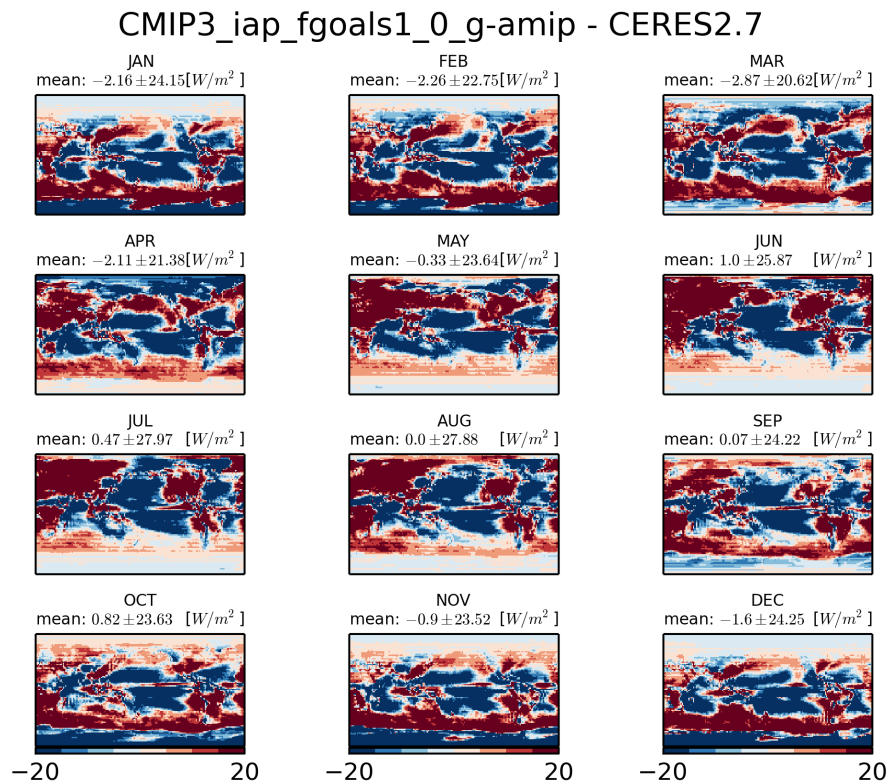 CMIP3_iap_fgoals1_0_g-amip - CERES2.7
JAN
mean: −2.16±24.15[W/m² ]
FEB
mean: −2.26±22.75[W/m² ]
MAR
mean: −2.87±20.62[W/m² ]
APR
mean: −2.11±21.38[W/m² ]
MAY
mean: −0.33±23.64[W/m² ]
JUN
mean: 1.0±25.87 [W/m² ]
JUL
mean: 0.47±27.97 [W/m² ]
AUG
mean: 0.0±27.88 [W/m² ]
SEP
mean: 0.07±24.22 [W/m² ]
OCT
mean: 0.82±23.63 [W/m² ]
NOV
mean: −0.9±23.52 [W/m² ]
DEC
mean: −1.6±24.25 [W/m² ]
−20 20 −20 20 −20 20